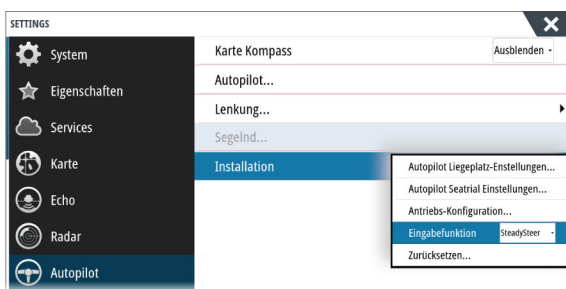 SETTINGS
System
Eigenschaften
Services
Karte
Echo
Radar
Autopilot
Karte Kompass Ausblenden
Autopilot...
Lenkung...
Segelnd...
Installation
Autopilot Liegeplatz-Enstellungen...
Autopilot Seatrial Einstellungen...
Antriebs-Konfiguration...
Eingabefunktion SteadySteer
Zurücksetzen...